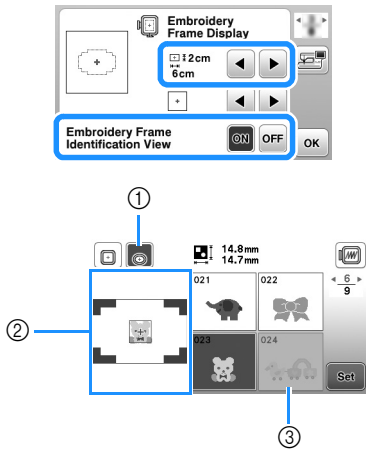 Embroidery
Frame Display
2cm
6cm
Embroidery Frame
Identification View
ON
OFF
OK
①
14.8mm
14.7mm
021
022
6
9
②
023
024
Set
③